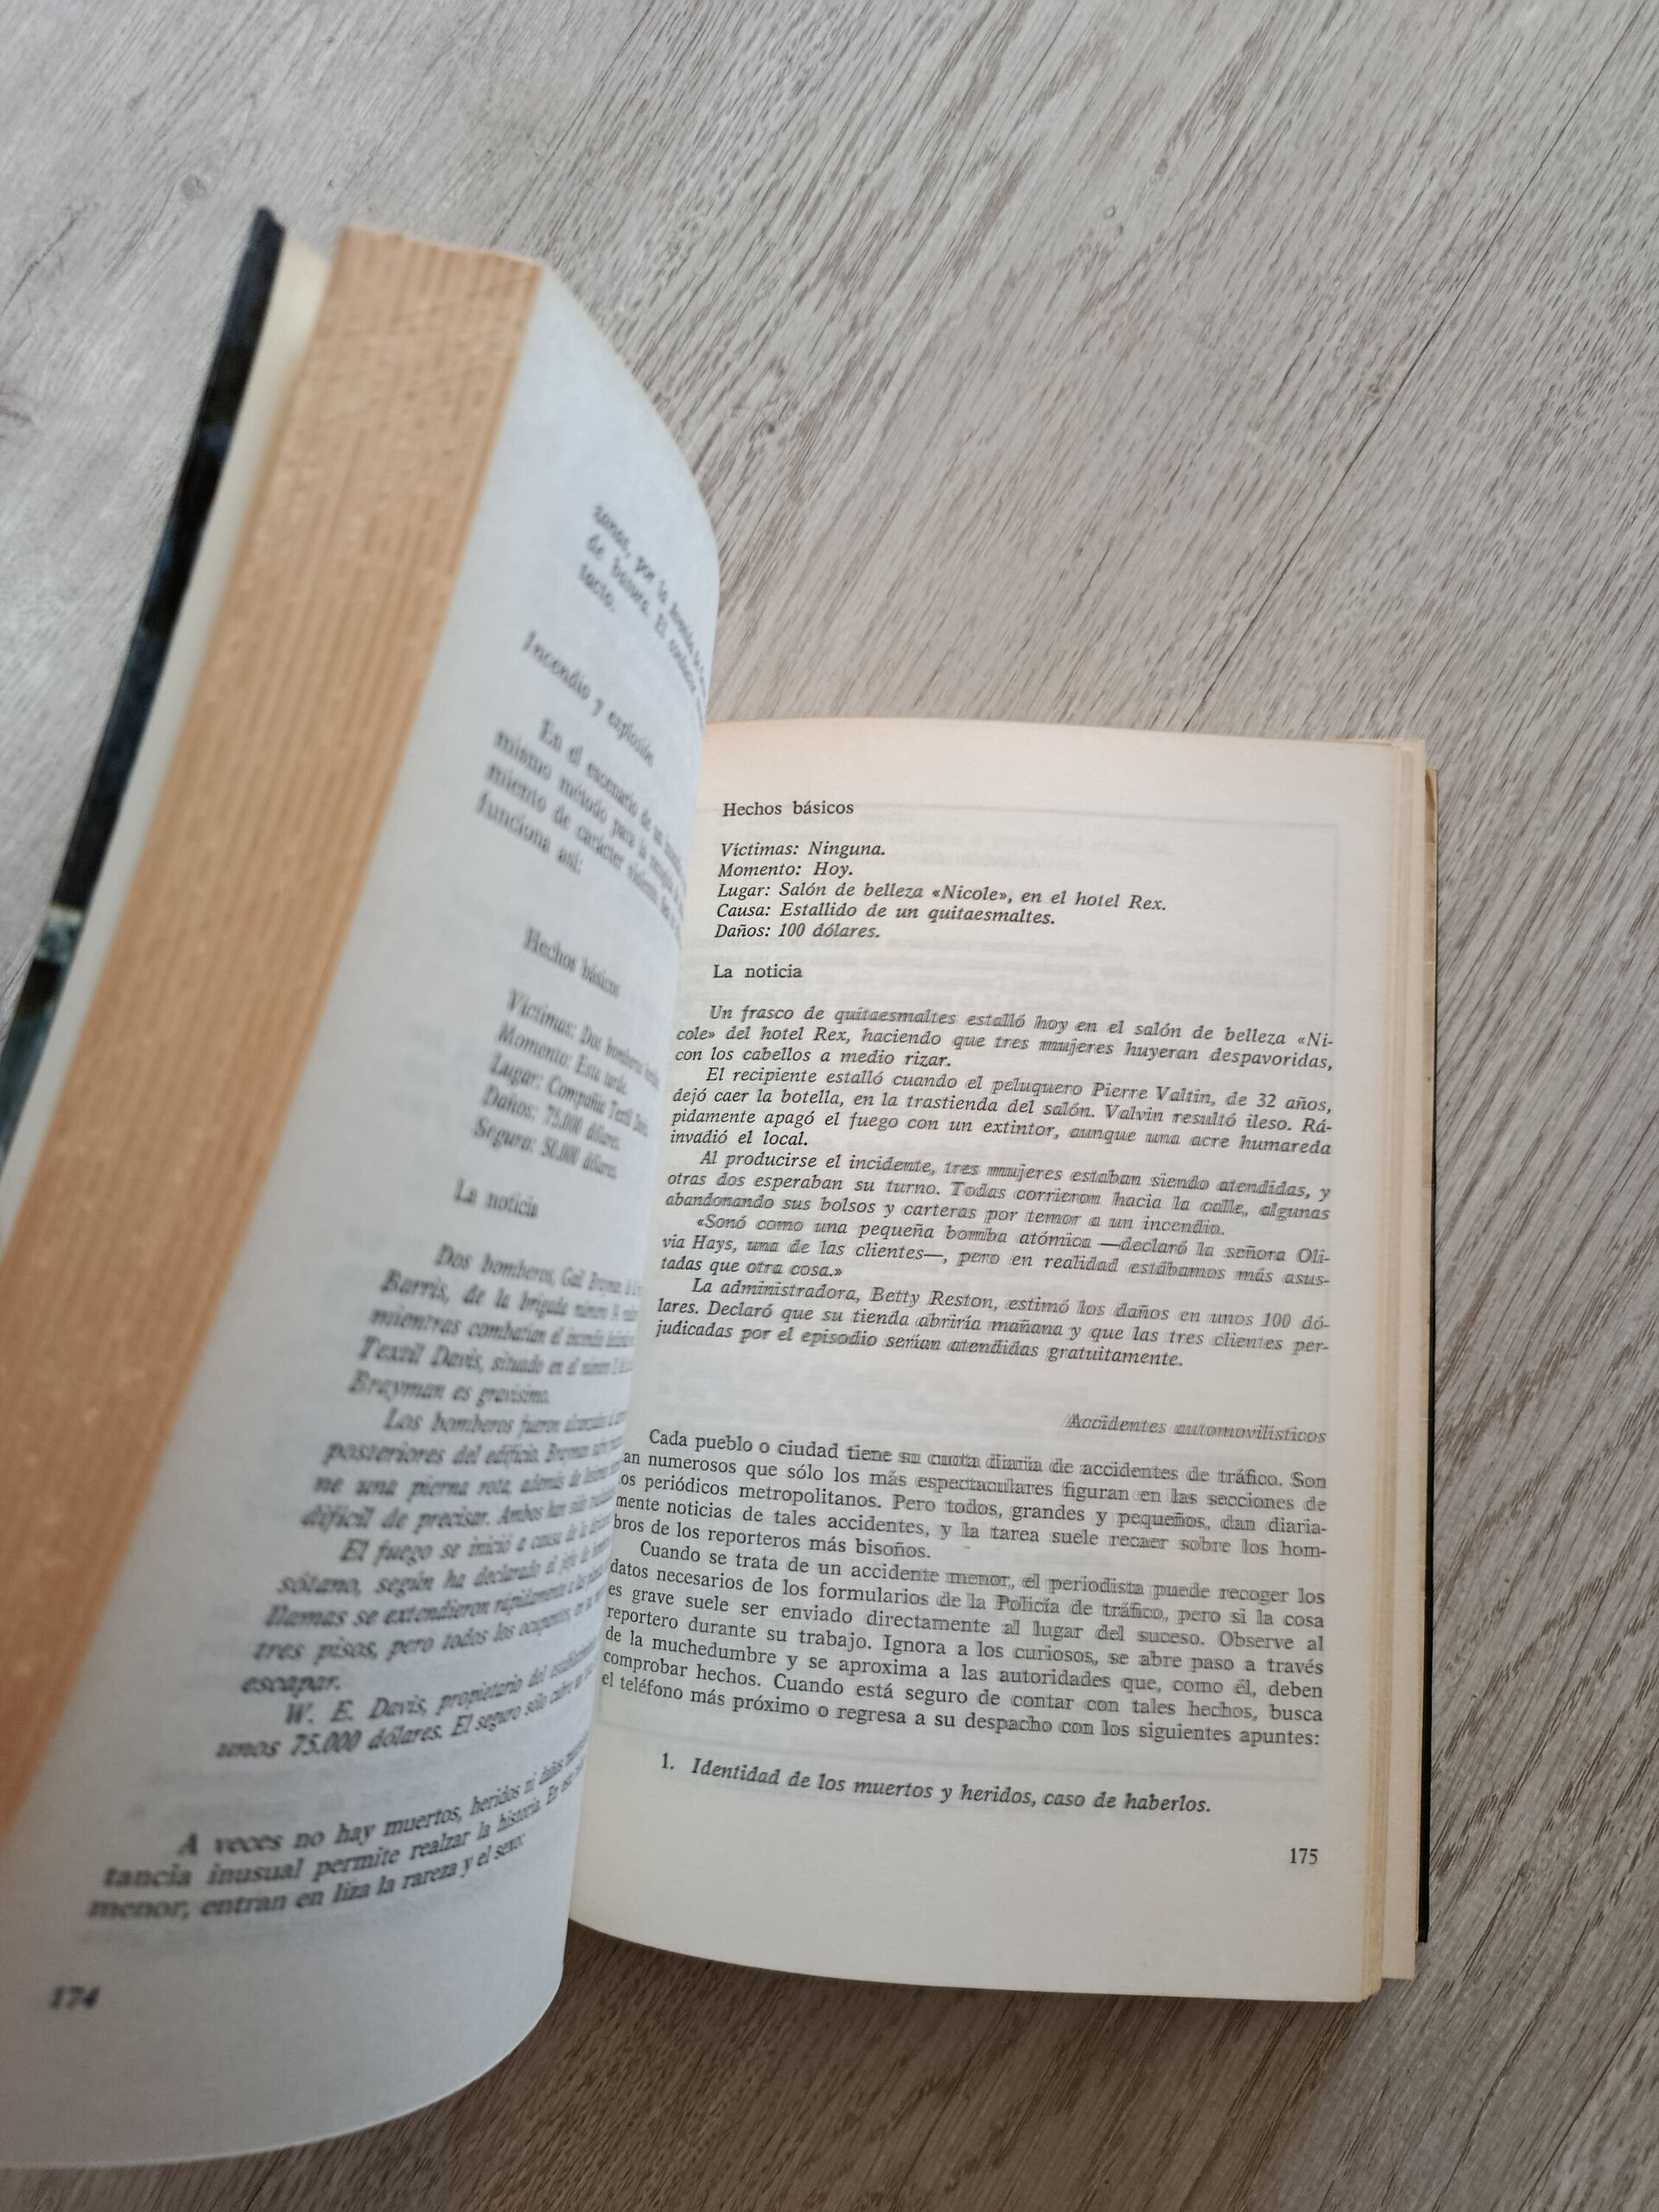 de basura. El
tario.
Incendio y explosión
En el escenario de un
mismo método para la
miento de carácter violento.
funciona así:
Hechos básicos
Víctimas: Dos bomberos
Momento: Esta tarde.
Lugar: Compañía Textil Davis.
Daños: 75.000 dólares.
Seguro: 50.000 dólares.
La noticia
Dos bomberos, Gail Brayman,
Barris, de la brigada número
mientras combatían el incendio
Textil Davis, situado en el número
Brayman es gravísimo.
Los bomberos fueron
posteriores del edificio. Brayman
ne una pierna rota, además de
difícil de precisar. Ambos han sido
El fuego se inició a causa de la
sótano, según ha declarado el jefe de
llamas se extendieron rápidamente a los
tres pisos, pero todos los ocupantes,
escapar.
W. E. Davis, propietario del
unos 75.000 dólares. El seguro sólo cubre
A veces no hay muertos, heridos ni daños
tancia inusual permite realzar la historia. En
menor, entran en liza la rareza y el sexo:
174
Hechos básicos
Víctimas: Ninguna.
Momento: Hoy.
Lugar: Salón de belleza «Nicole», en el hotel Rex.
Causa: Estallido de un quitaesmaltes.
Daños: 100 dólares.
La noticia
Un frasco de quitaesmaltes estalló hoy en el salón de belleza «Ni-
cole» del hotel Rex, haciendo que tres mujeres huyeran despavoridas,
con los cabellos a medio rizar.
El recipiente estalló cuando el peluquero Pierre Valtin, de 32 años,
dejó caer la botella, en la trastienda del salón. Valvin resultó ileso. Rá-
pidamente apagó el fuego con un extintor, aunque una acre humareda
invadió el local.
Al producirse el incidente, tres mujeres estaban siendo atendidas, y
otras dos esperaban su turno. Todas corrieron hacia la calle, algunas
abandonando sus bolsos y carteras por temor a un incendio.
«Sonó como una pequeña bomba atómica —declaró la señora Oli-
via Hays, una de las clientes—, pero en realidad estábamos más asus-
tadas que otra cosa.»
La administradora, Betty Reston, estimó los daños en unos 100 dó-
lares. Declaró que su tienda abriría mañana y que las tres clientes per-
judicadas por el episodio serían atendidas gratuitamente.
Accidentes automovilísticos
Cada pueblo o ciudad tiene su cuota diaria de accidentes de tráfico. Son
an numerosos que sólo los más espectaculares figuran en las secciones de
os periódicos metropolitanos. Pero todos, grandes y pequeños, dan diaria-
mente noticias de tales accidentes, y la tarea suele recaer sobre los hom-
bros de los reporteros más bisoños.
Cuando se trata de un accidente menor, el periodista puede recoger los
datos necesarios de los formularios de la Policía de tráfico, pero si la cosa
es grave suele ser enviado directamente al lugar del suceso. Observe al
reportero durante su trabajo. Ignora a los curiosos, se abre paso a través
de la muchedumbre y se aproxima a las autoridades que, como él, deben
comprobar hechos. Cuando está seguro de contar con tales hechos, busca
el teléfono más próximo o regresa a su despacho con los siguientes apuntes:
1. Identidad de los muertos y heridos, caso de haberlos.
175